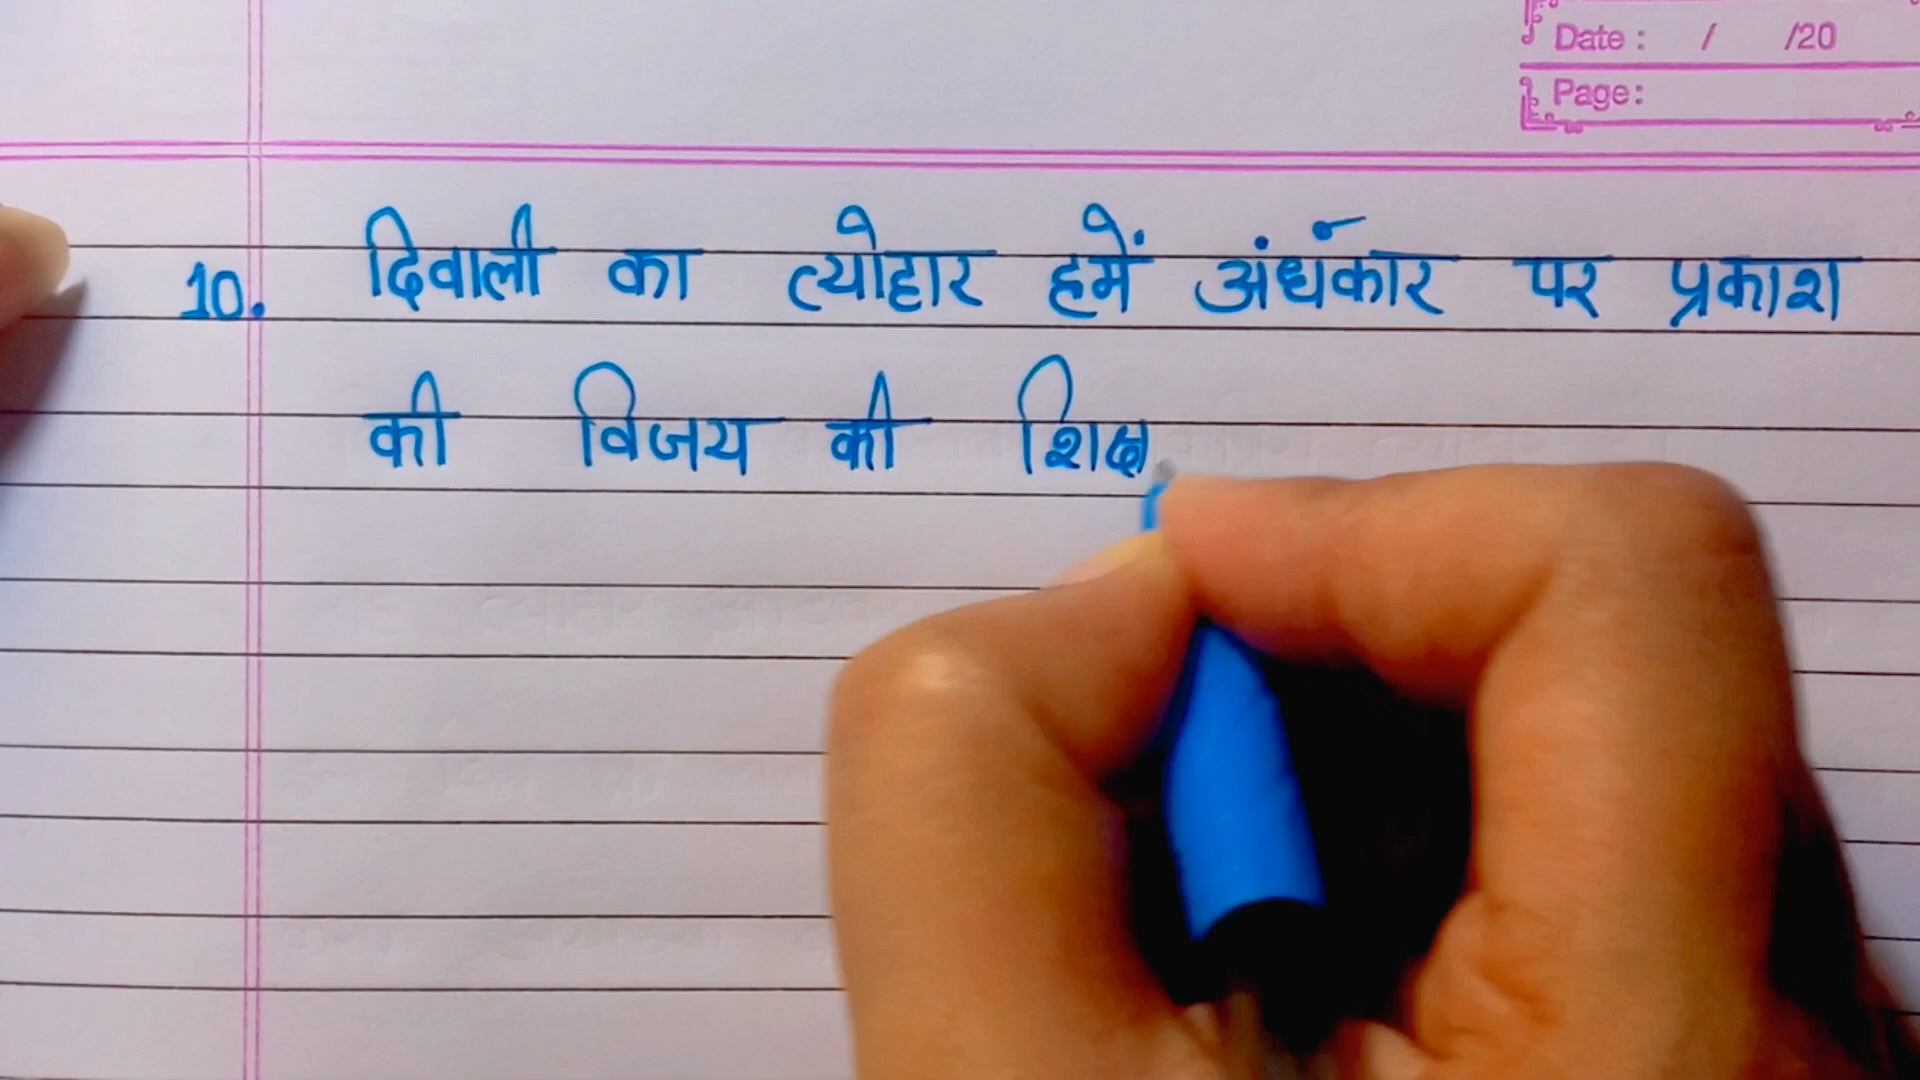 Date : / /20
Page:
10. दिवाली का त्योहार हमें अंधकार पर प्रकाश
की विजय की शिक्ष